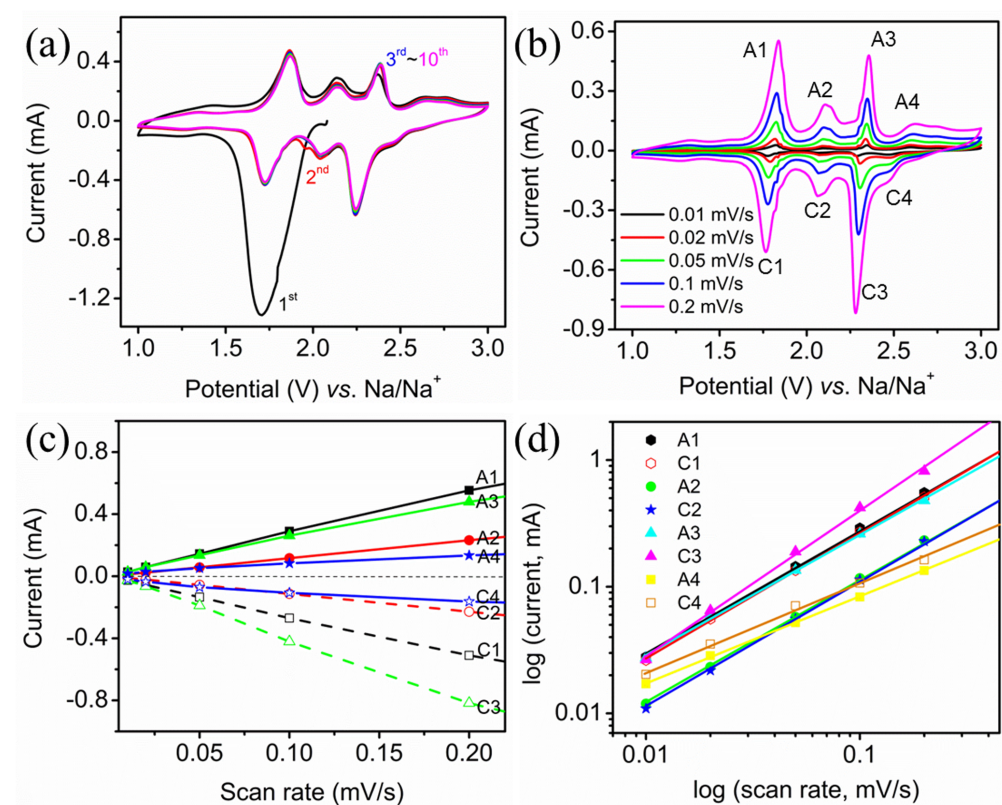 (a)
0.4
0.0
-0.4
-0.8
-1.2
Current (mA)
3rd~10th
2nd
1st
1.0 1.5 2.0 2.5 3.0
Potential (V) vs. Na/Na+
(b)
0.6
0.3
0.0
-0.3
-0.6
-0.9
Current (mA)
A1
A2
A3
A4
C4
C2
C1
C3
0.01 mV/s
0.02 mV/s
0.05 mV/s
0.1 mV/s
0.2 mV/s
1.0 1.5 2.0 2.5 3.0
Potential (V) vs. Na/Na+
(c)
0.8
0.4
0.0
-0.4
-0.8
Current (mA)
A1
A3
A2
A4
C4
C2
C1
C3
0.05 0.10 0.15 0.20
Scan rate (mV/s)
(d)
1
0.1
0.01
log (current, mA)
A1
C1
A2
C2
A3
C3
A4
C4
0.01 0.1
log (scan rate, mV/s)